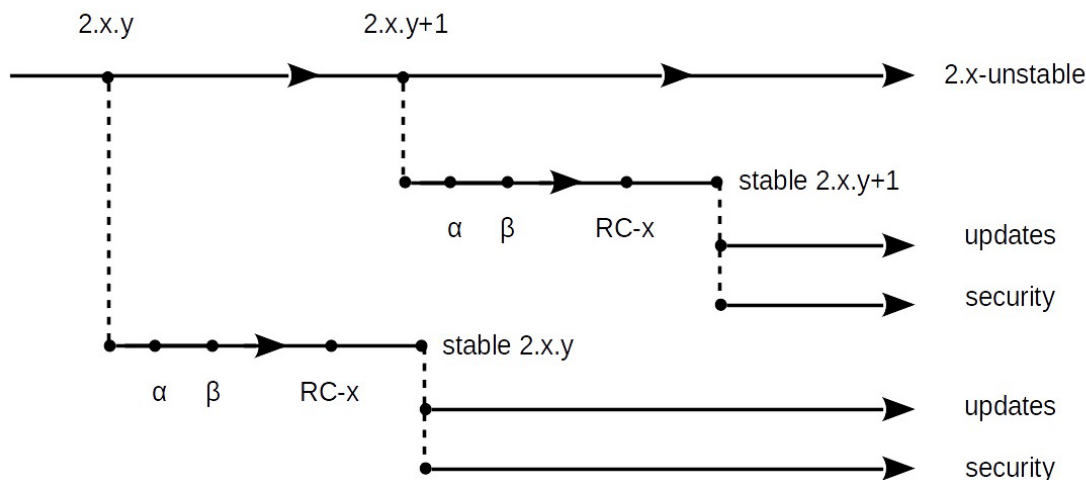 2.x.y
2.x.y+1
2.x-unstable
stable 2.x.y+1
α
β
RC-x
updates
security
stable 2.x.y
α
β
RC-x
updates
security